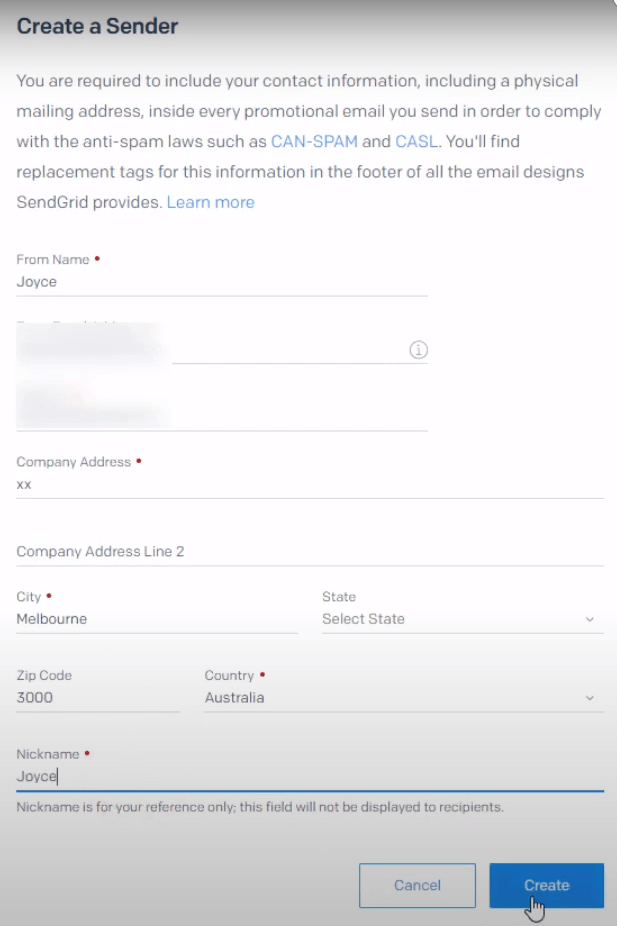 Create a Sender
You are required to include your contact information, including a physical
mailing address, inside every promotional email you send in order to comply
with the anti-spam laws such as CAN-SPAM and CASL. You'll find
replacement tags for this information in the footer of all the email designs
SendGrid provides. Learn more
From Name •
Joyce
Company Address •
xx
Company Address Line 2
City • State
Melbourne Select State
Zip Code Country •
3000 Australia
Nickname •
Joyce
Nickname is for your reference only; this field will not be displayed to recipients.
Cancel Create